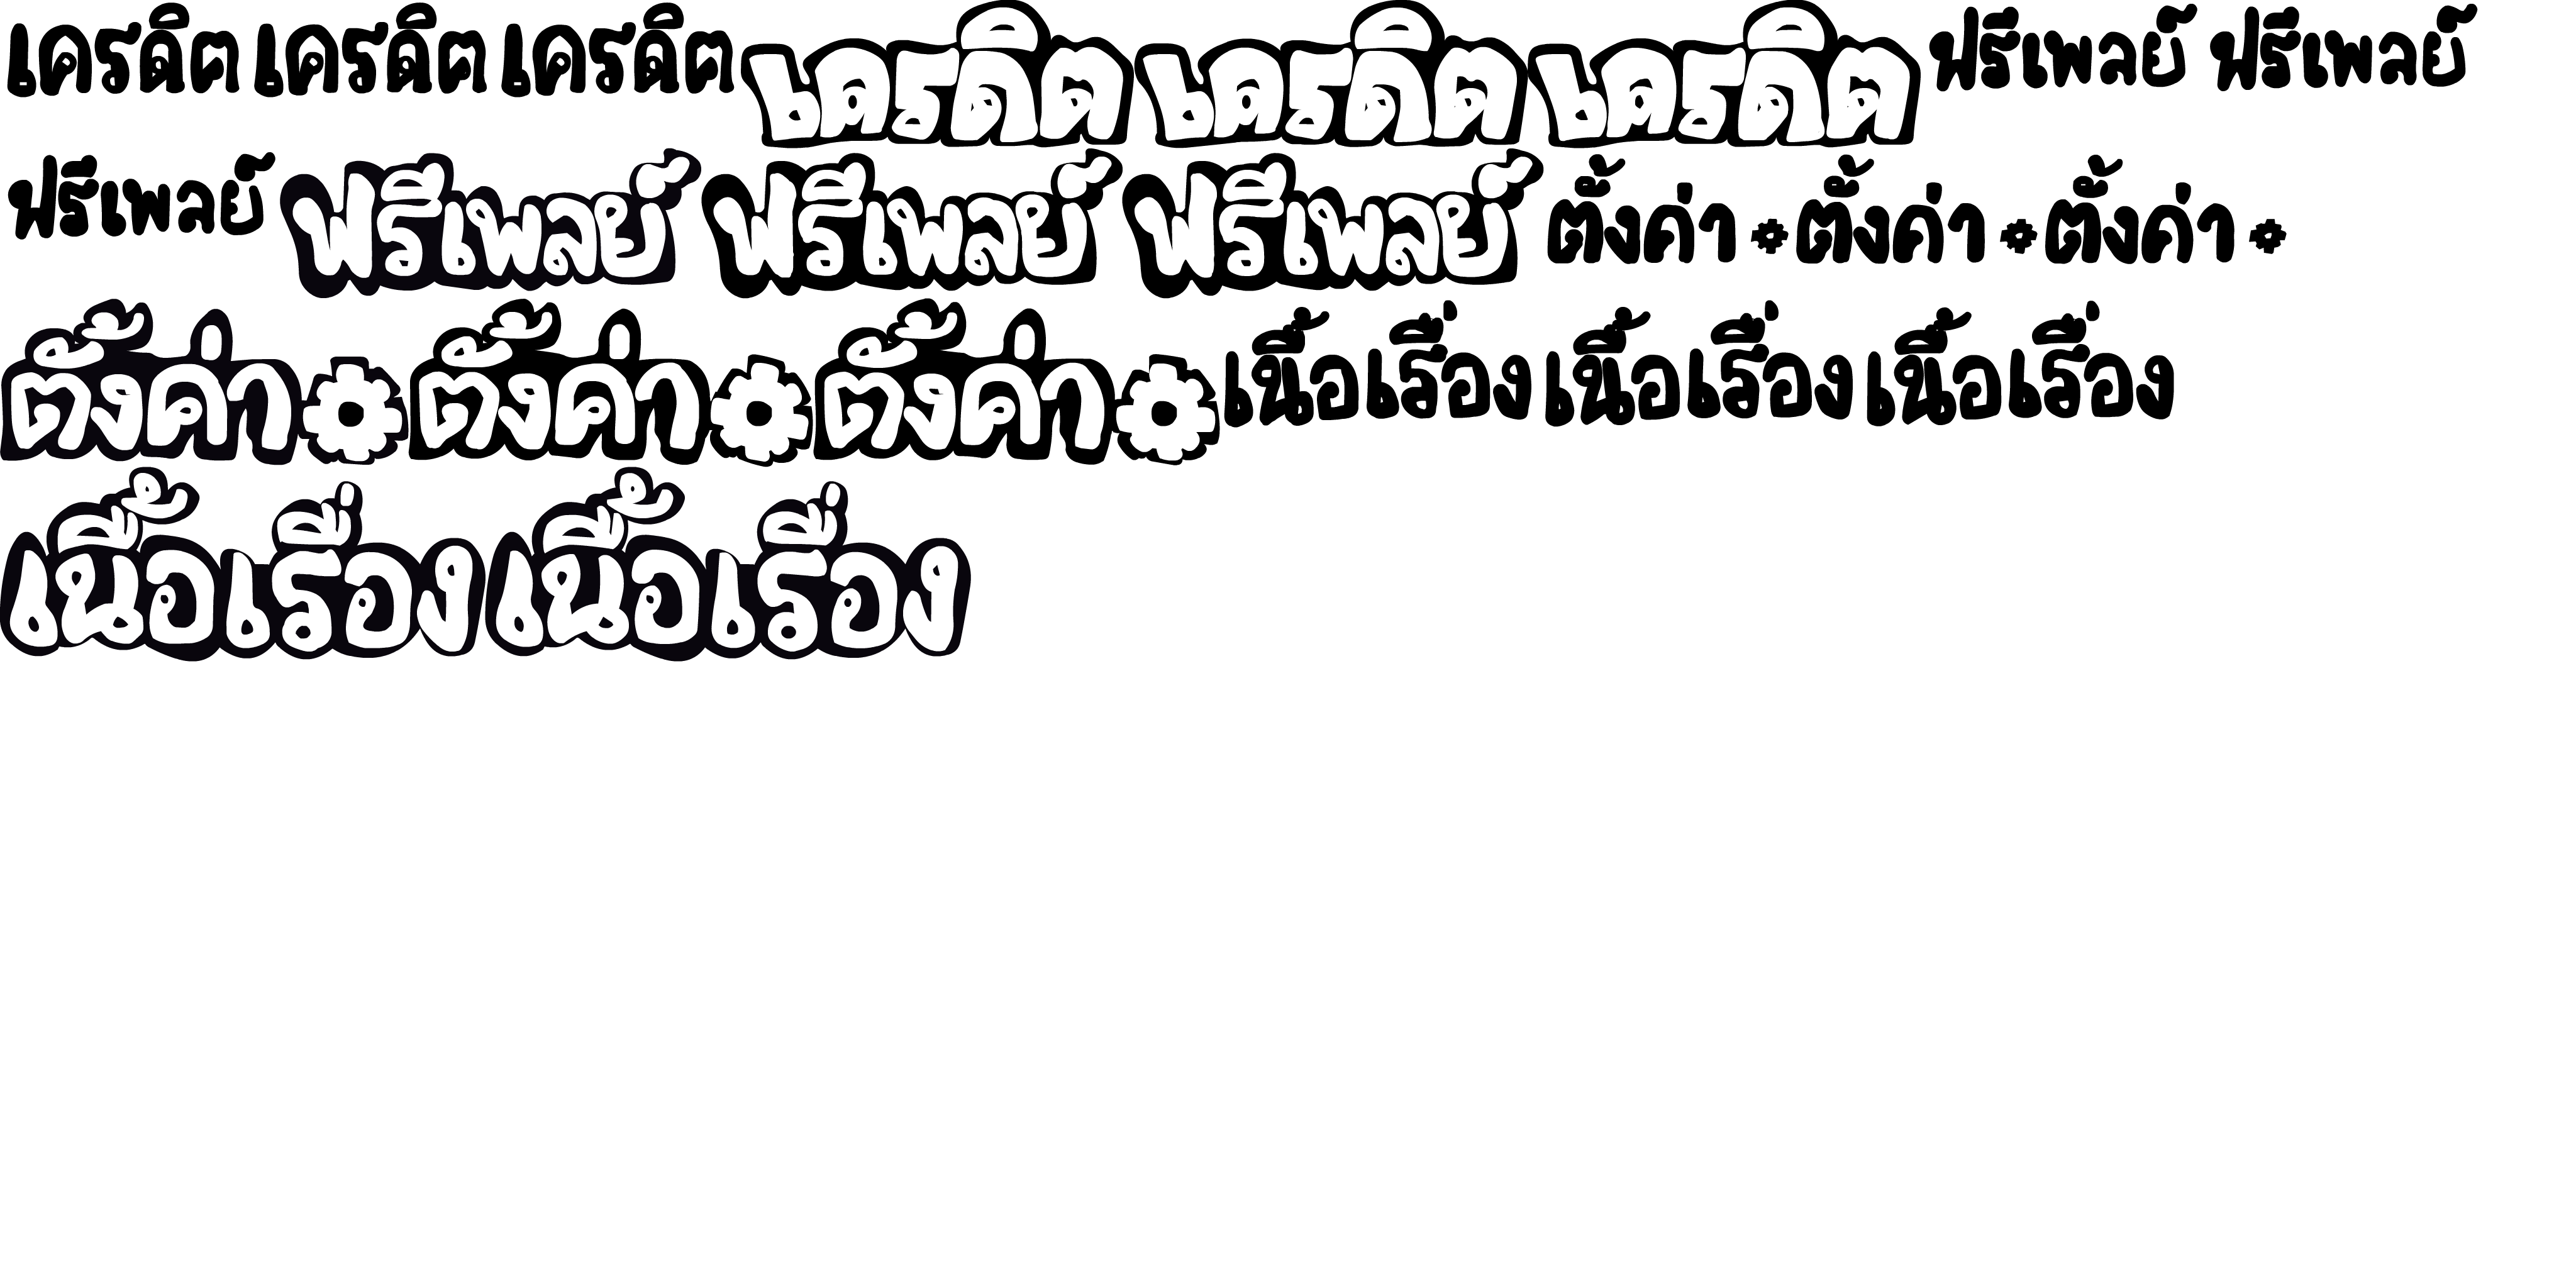 เครดิต เครดิต เครดิต เครดิต เครดิต เครดิต ฟรีเพลย์ ฟรีเพลย์
ฟรีเพลย์ ฟรีเพลย์ ฟรีเพลย์ ฟรีเพลย์ ตั้งค่า ตั้งค่า ตั้งค่า
ตั้งค่า ตั้งค่า ตั้งค่า เนื้อเรื่อง เนื้อเรื่อง เนื้อเรื่อง
เนื้อเรื่อง เนื้อเรื่อง